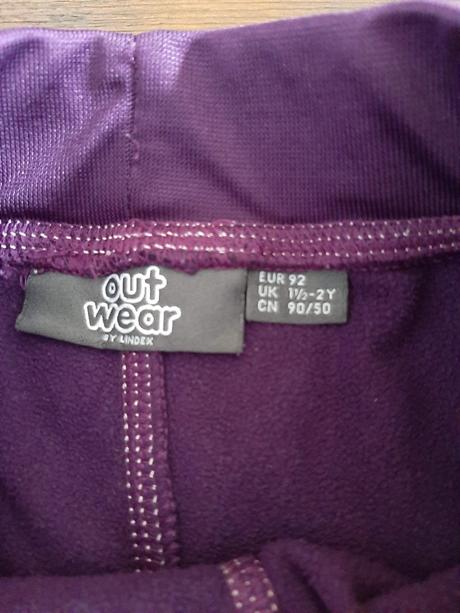 out
wear
BY LINDEX
EUR 92
UK 1½-2Y
CN 90/50